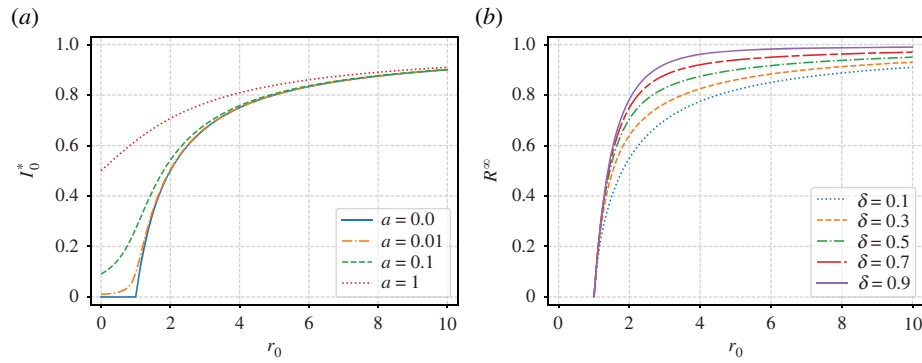 (a)
1.0
0.8
0.6
0.4
0.2
0
I*0
0 2 4 6 8 10
r0
a = 0.0
a = 0.01
a = 0.1
a = 1
(b)
1.0
0.8
0.6
0.4
0.2
0
R∞
0 2 4 6 8 10
r0
δ = 0.1
δ = 0.3
δ = 0.5
δ = 0.7
δ = 0.9